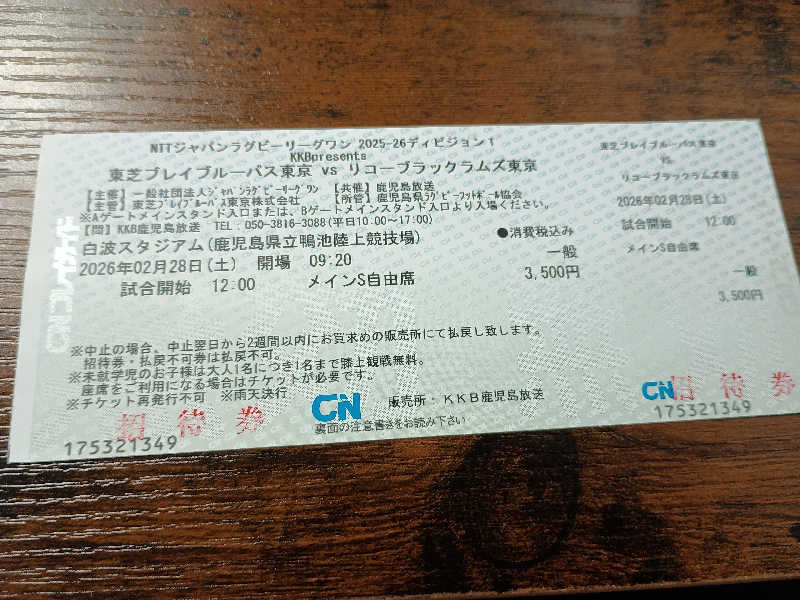 NTTジャパンラグビーリーグワン 2025-26ディビジョン1
KKBpresents
東芝ブレイブルーパス東京 vs リコーブラックラムズ東京
【主催】一般社団法人ジャパンラグビーリーグワン 【共催】鹿児島放送
【主管】東芝ブレイブルーパス東京株式会社 【所管】鹿児島県ラグビーフットボール協会
※Aゲートメインスタンド入口または、Bゲートメインスタンド入口より入場ください。
【問】KKB鹿児島放送 TEL:050-3816-3088(平日10.00〜17:00)
白波スタジアム(鹿児島県立鴨池陸上競技場) ●消費税込み
2026年02月28日(土) 開場 09:20 一般
試合開始 12:00 メインS自由席 3,500円
※中止の場合、中止翌日から2週間以内にお買求めの販売所にて払戻し致します。
招待券・払戻不可券は払戻不可。
※未就学児のお子様は大人1名につき1名まで膝上観戦無料。
座席をご利用になる場合はチケットが必要です。
※チケット再発行不可 ※雨天決行
招待券
CN
販売所:KKB鹿児島放送
裏面の注意書きをお読み下さい
175321349
東芝ブレイブルーパス東京
vs
リコーブラックラムズ東京
2026年02月28日(土)
試合開始 12:00
メインS自由席
一般
3,500円
CN
招待券
175321349